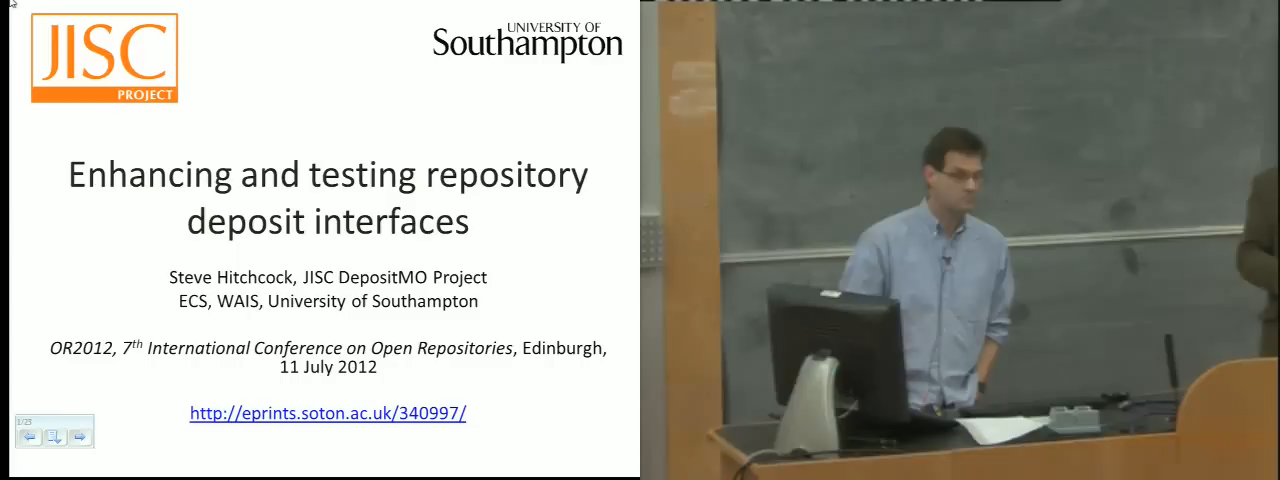 JISC
PROJECT
UNIVERSITY OF
Southampton
Enhancing and testing repository
deposit interfaces
Steve Hitchcock, JISC DepositMO Project
ECS, WAIS, University of Southampton
OR2012, 7th International Conference on Open Repositories, Edinburgh,
11 July 2012
http://eprints.soton.ac.uk/340997/
1/23